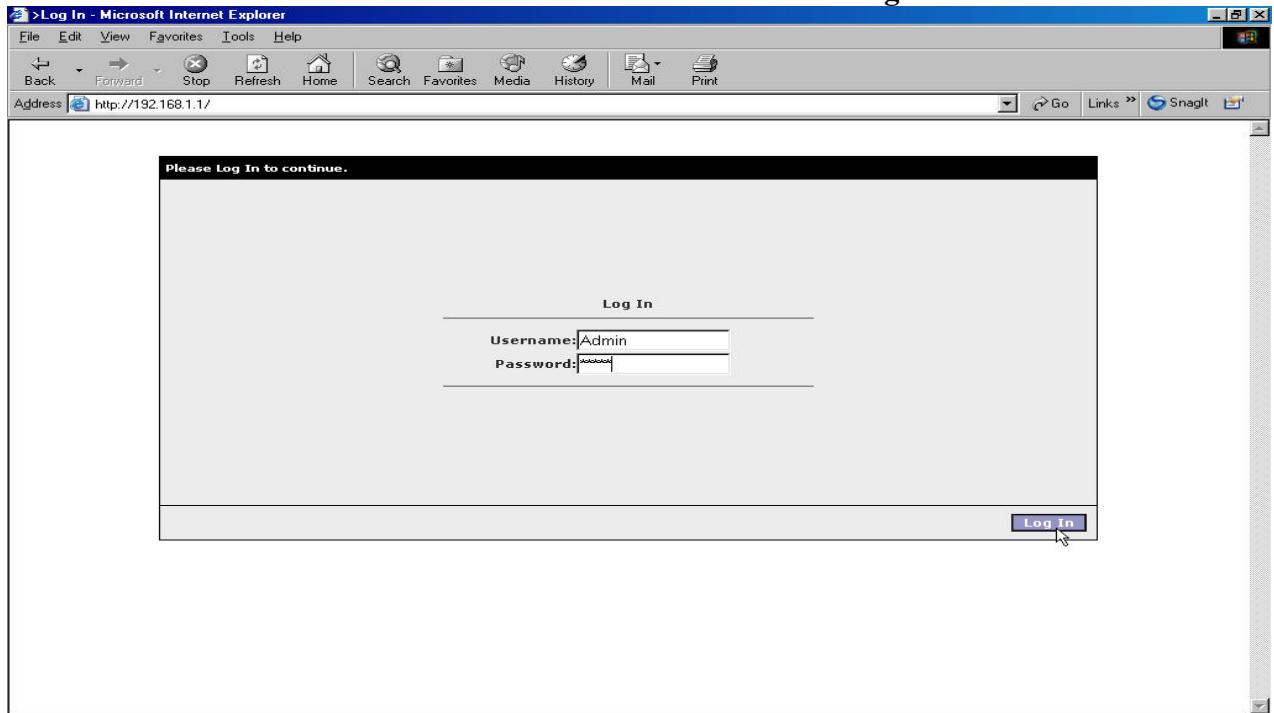 >Log In - Microsoft Internet Explorer
File Edit View Favorites Tools Help
Back Forward Stop Refresh Home Search Favorites Media History Mail Print
Address http://192.168.1.1/ Go Links >> SnagIt
Please Log In to continue.
Log In
Username: Admin
Password: *****
Log In